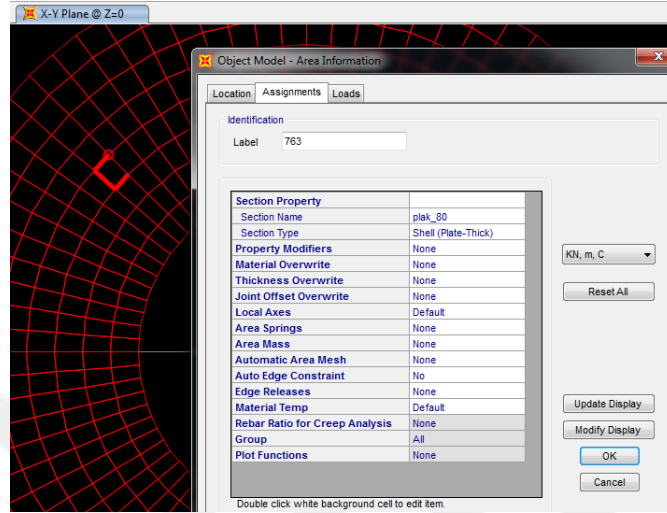 X-Y Plane @ Z=0
Object Model - Area Information
Location Assignments Loads
Identification
Label 763
Section Property
Section Name plak_80
Section Type Shell (Plate-Thick)
Property Modifiers None
Material Overwrite None
Thickness Overwrite None
Joint Offset Overwrite None
Local Axes Default
Area Springs None
Area Mass None
Automatic Area Mesh None
Auto Edge Constraint No
Edge Releases None
Material Temp Default
Rebar Ratio for Creep Analysis None
Group All
Plot Functions None
Double click white background cell to edit item.
KN, m, C
Reset All
Update Display
Modify Display
OK
Cancel